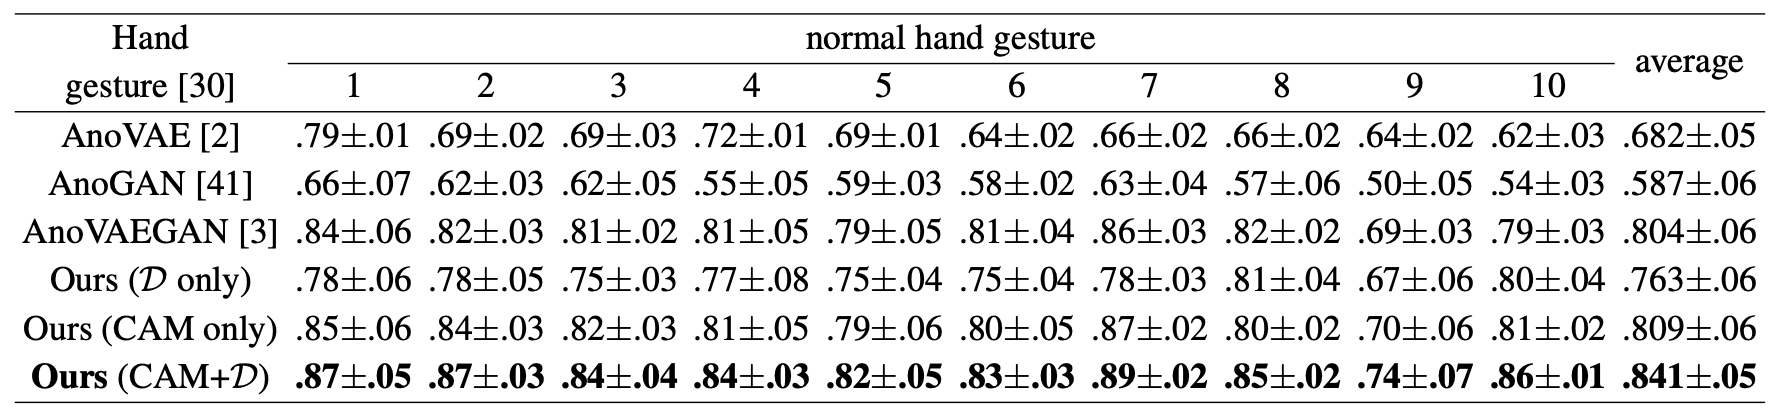 Hand normal hand gesture average
gesture [30] 1 2 3 4 5 6 7 8 9 10
AnoVAE [2] .79±.01 .69±.02 .69±.03 .72±.01 .69±.01 .64±.02 .66±.02 .66±.02 .64±.02 .62±.03 .682±.05
AnoGAN [41] .66±.07 .62±.03 .62±.05 .55±.05 .59±.03 .58±.02 .63±.04 .57±.06 .50±.05 .54±.03 .587±.06
AnoVAEGAN [3] .84±.06 .82±.03 .81±.02 .81±.05 .79±.05 .81±.04 .86±.03 .82±.02 .69±.03 .79±.03 .804±.06
Ours (𝒟 only) .78±.06 .78±.05 .75±.03 .77±.08 .75±.04 .75±.04 .78±.03 .81±.04 .67±.06 .80±.04 .763±.06
Ours (CAM only) .85±.06 .84±.03 .82±.03 .81±.05 .79±.06 .80±.05 .87±.02 .80±.02 .70±.06 .81±.02 .809±.06
Ours (CAM+𝒟) .87±.05 .87±.03 .84±.04 .84±.03 .82±.05 .83±.03 .89±.02 .85±.02 .74±.07 .86±.01 .841±.05